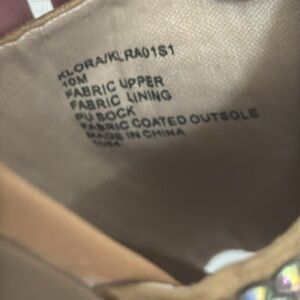 KLORA/KLRA01S1
10M
FABRIC UPPER
FABRIC LINING
PU SOCK
FABRIC COATED OUTSOLE
MADE IN CHINA